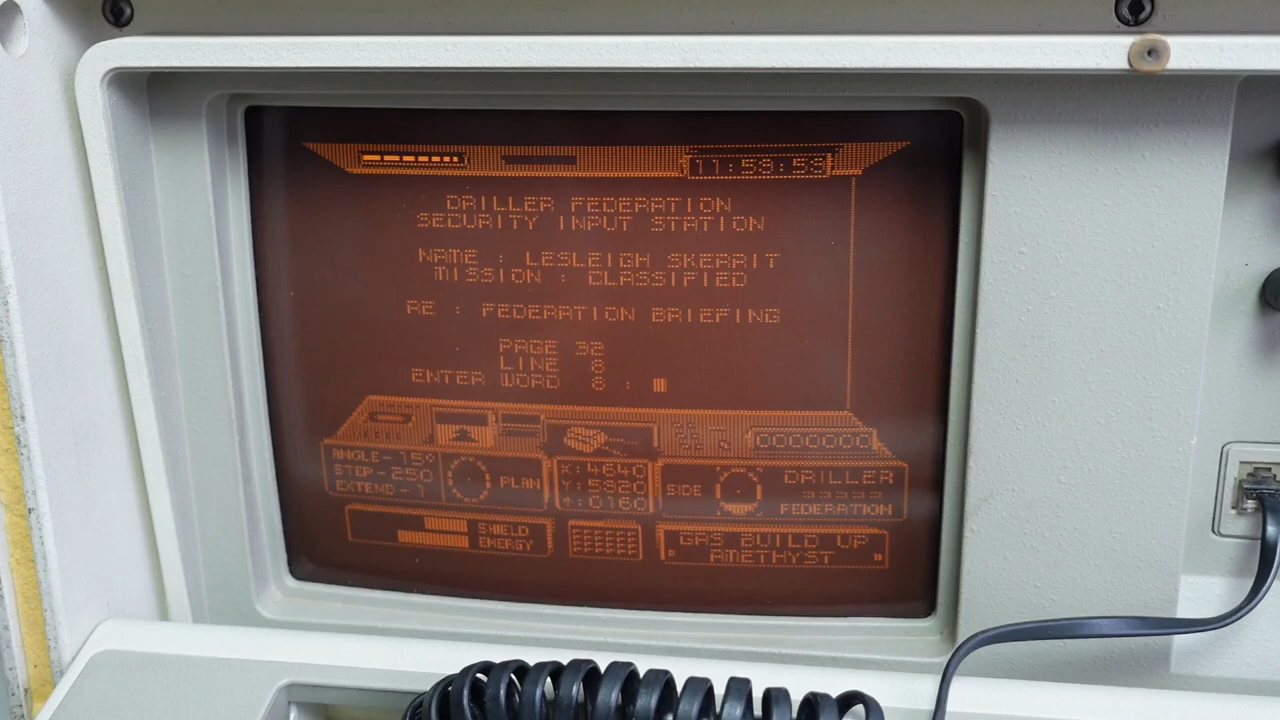 11:59:59
DRILLER FEDERATION
SECURITY INPUT STATION
NAME : LESLEIGH SKERRIT
MISSION : CLASSIFIED
RE : FEDERATION BRIEFING
PAGE 32
LINE 8
ENTER WORD 8 :
0000000
ANGLE-15°
STEP-250
EXTEND-1
PLAN
X:4640
Y:5920
↑:0160
SIDE
DRILLER
FEDERATION
SHIELD
ENERGY
GAS BUILD UP
AMETHYST